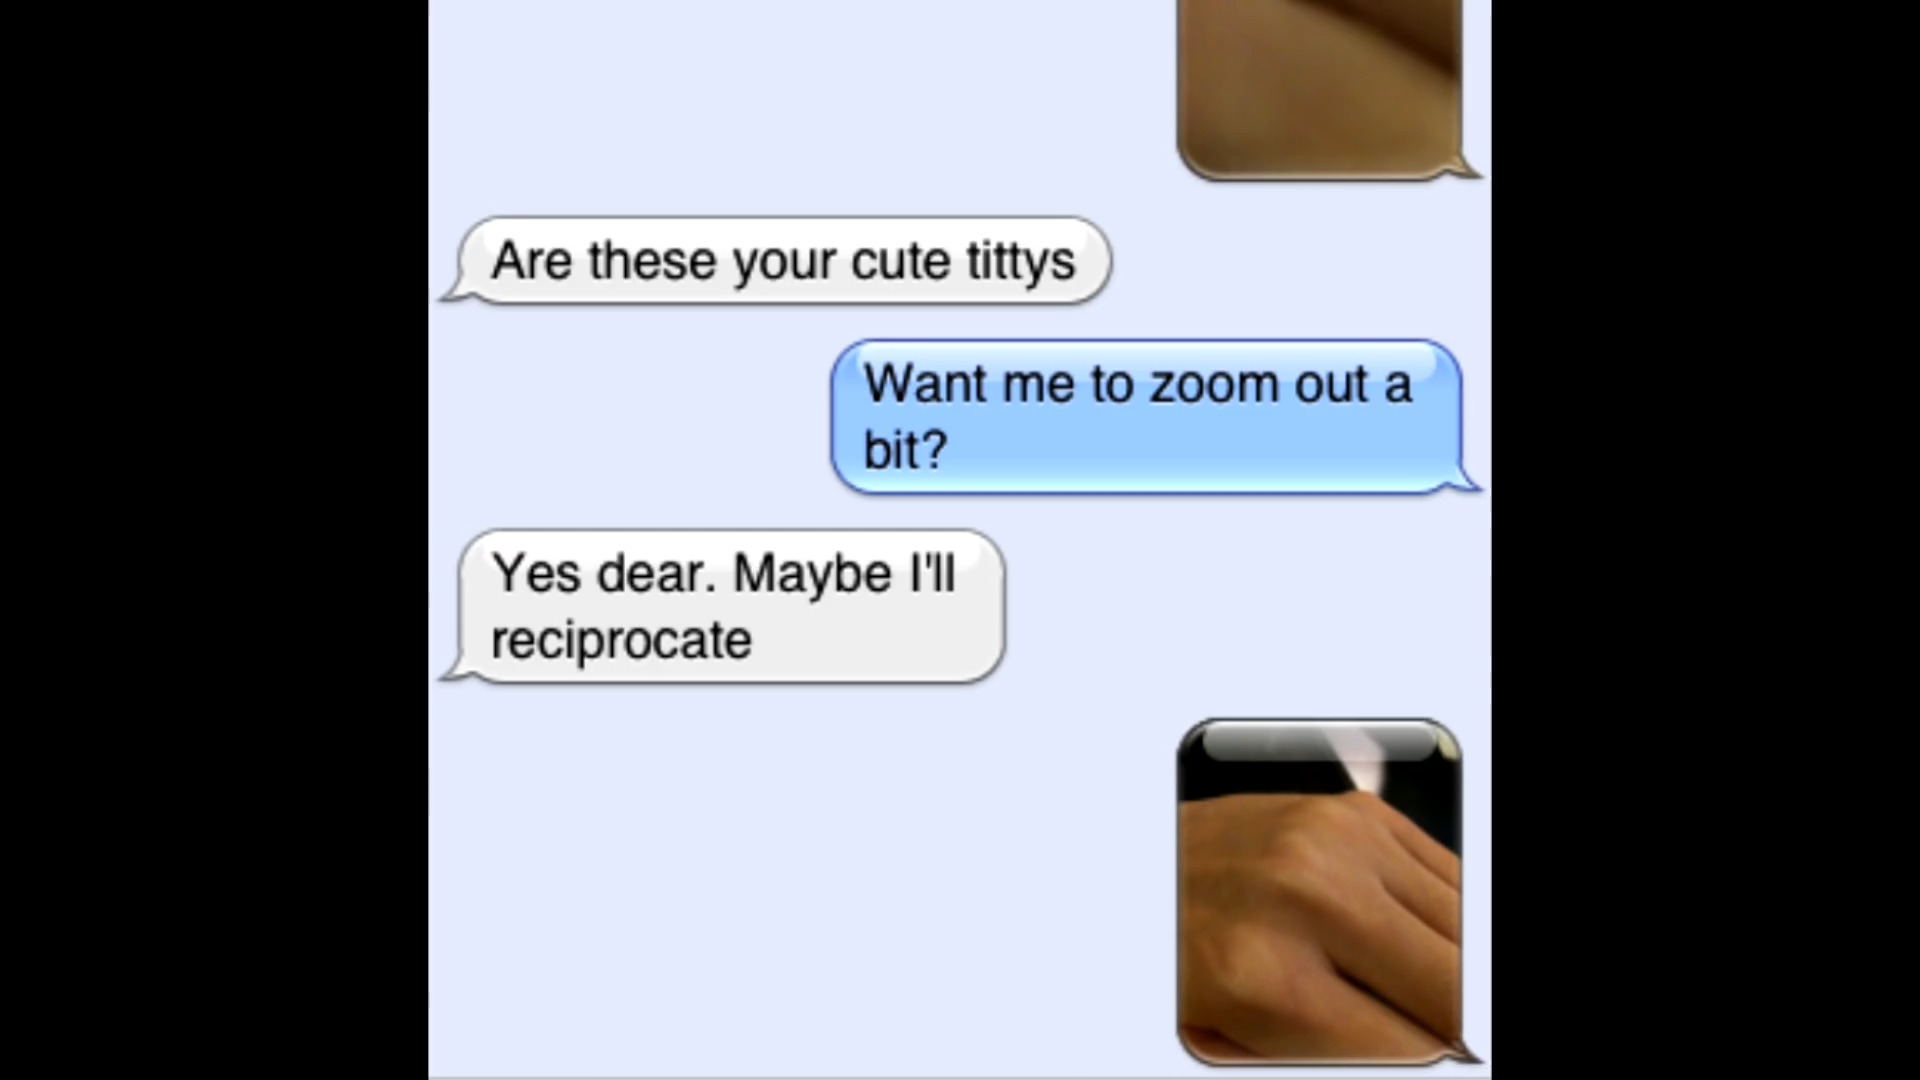 Are these your cute tittys
Want me to zoom out a
bit?
Yes dear. Maybe I'll
reciprocate